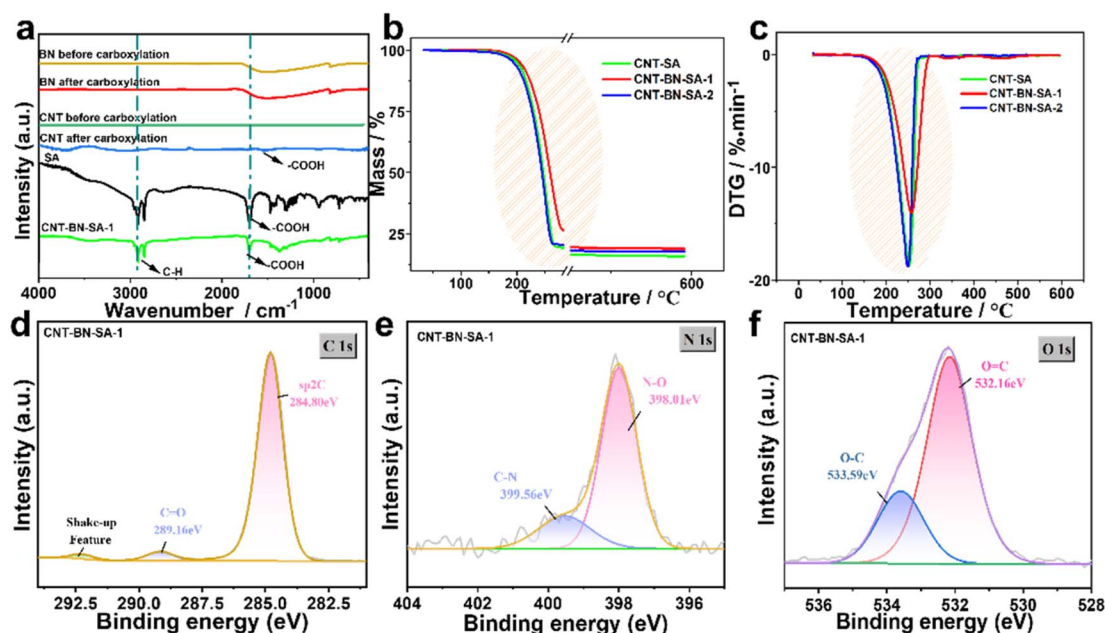 a
BN before carboxylation
BN after carboxylation
CNT before carboxylation
CNT after carboxylation
-COOH
SA
-COOH
CNT-BN-SA-1
-COOH
C-H
Intensity (a.u.)
4000 3000 2000 1000
Wavenumber / cm-1
b
100
75
50
25
CNT-SA
CNT-BN-SA-1
CNT-BN-SA-2
Mass / %
200 400 600
Temperature / °C
c
0
-10
-20
CNT-SA
CNT-BN-SA-1
CNT-BN-SA-2
DTG / %·min-1
0 100 200 300 400 500 600
Temperature / °C
d
CNT-BN-SA-1
C 1s
sp2C
284.80eV
C=O
289.16eV
Shake-up
Feature
Intensity (a.u.)
292.5 290.0 287.5 285.0 282.5
Binding energy (eV)
e
CNT-BN-SA-1
N 1s
N-O
398.01eV
C-N
399.56eV
Intensity (a.u.)
404 402 400 398 396
Binding energy (eV)
f
CNT-BN-SA-1
O 1s
O=C
532.16eV
O-C
533.59eV
Intensity (a.u.)
536 534 532 530 528
Binding energy (eV)